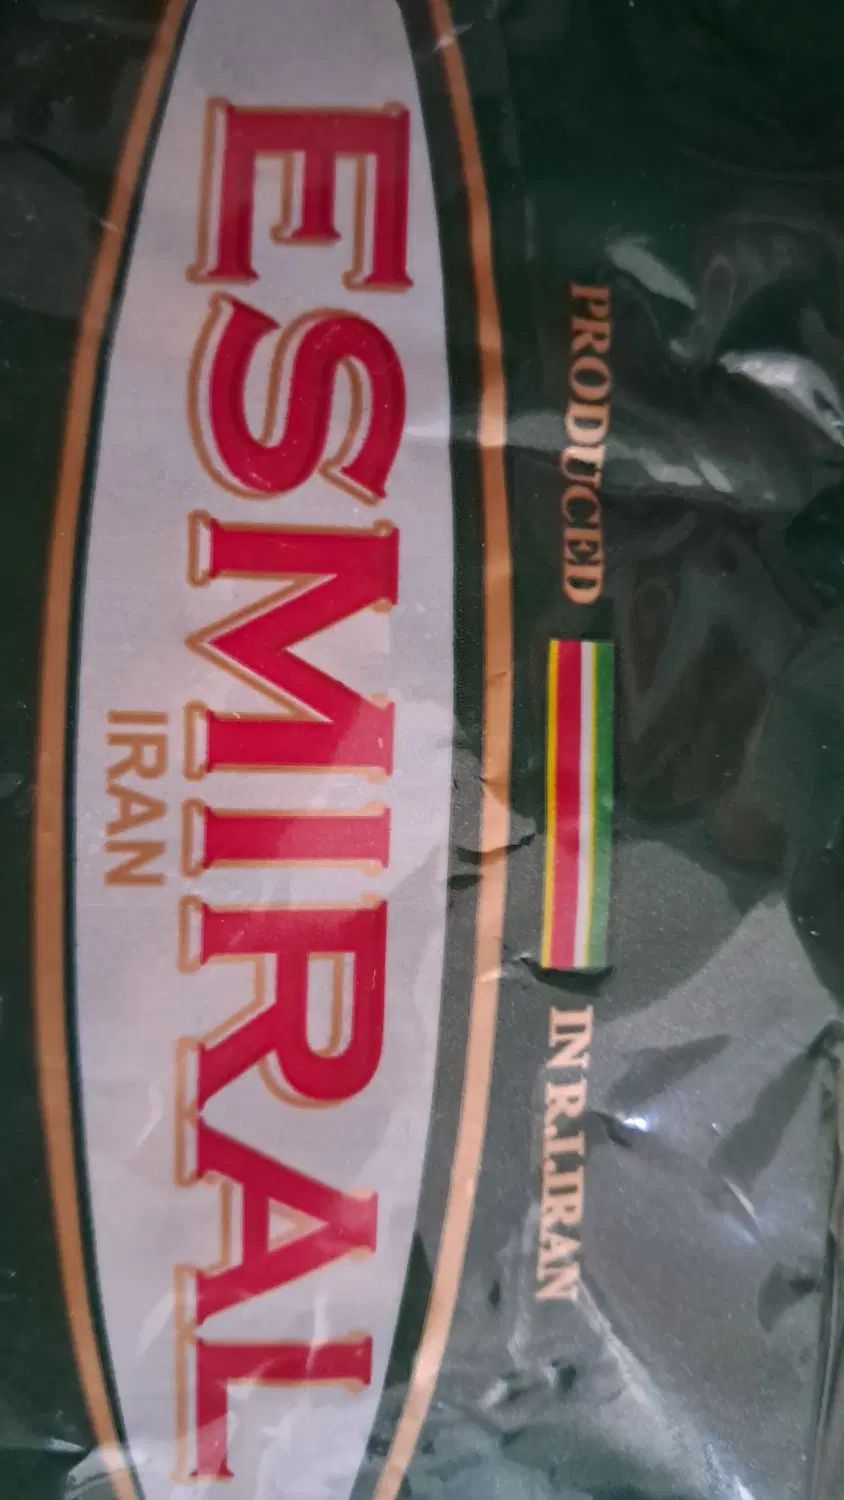 PRODUCED IN R.I.IRAN
ESMIRAL
IRAN